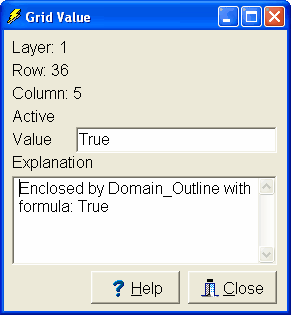 Grid Value
Layer: 1
Row: 36
Column: 5
Active
Value True
Explanation
Enclosed by Domain_Outline with
formula: True
? Help Close